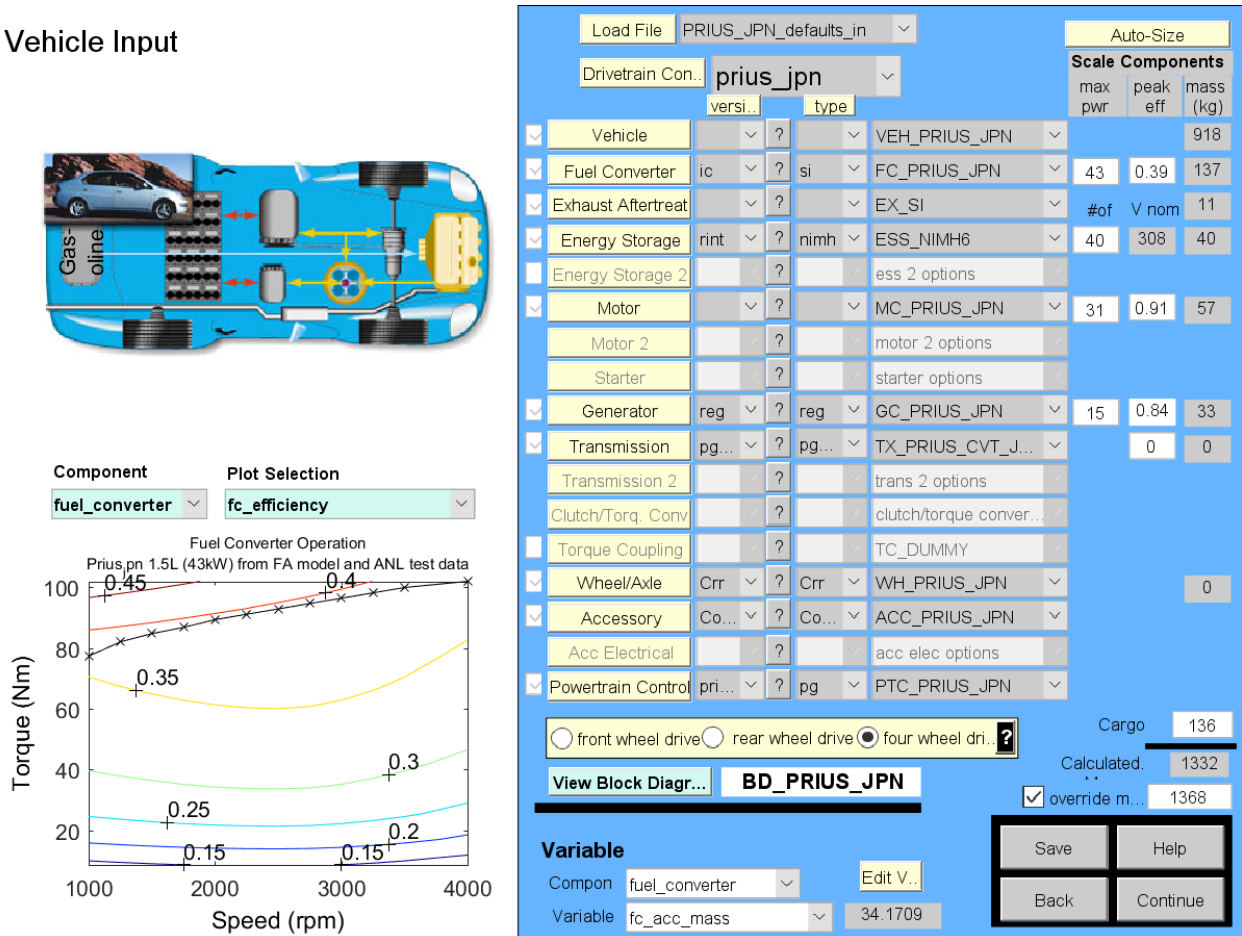 Vehicle Input
Gas-
oline
Component Plot Selection
fuel_converter fc_efficiency
Fuel Converter Operation
Prius_jpn 1.5L (43kW) from FA model and ANL test data
0.45 0.4
0.35
0.3
0.25
0.2
0.15 0.15
100
80
60
40
20
Torque (Nm)
1000 2000 3000 4000
Speed (rpm)
Load File PRIUS_JPN_defaults_in
Auto-Size
Drivetrain Con.. prius_jpn
Scale Components
max pwr peak eff mass (kg)
versi.. type
Vehicle ? VEH_PRIUS_JPN 918
Fuel Converter ic ? si FC_PRIUS_JPN 43 0.39 137
Exhaust Aftertreat ? EX_SI #of V nom 11
Energy Storage rint ? nimh ESS_NIMH6 40 308 40
Energy Storage 2 ? ess 2 options
Motor ? MC_PRIUS_JPN 31 0.91 57
Motor 2 ? motor 2 options
Starter ? starter options
Generator reg ? reg GC_PRIUS_JPN 15 0.84 33
Transmission pg... ? pg... TX_PRIUS_CVT_J... 0 0
Transmission 2 ? trans 2 options
Clutch/Torq. Conv ? clutch/torque conver...
Torque Coupling ? TC_DUMMY
Wheel/Axle Crr ? Crr WH_PRIUS_JPN 0
Accessory Co... ? Co... ACC_PRIUS_JPN
Acc Electrical ? acc elec options
Powertrain Control pri... ? pg PTC_PRIUS_JPN
Cargo 136
front wheel drive rear wheel drive four wheel dri.. ?
Calculated. 1332
View Block Diagr... BD_PRIUS_JPN
override m... 1368
Variable
Save Help
Compon fuel_converter Edit V..
Variable fc_acc_mass 34.1709
Back Continue